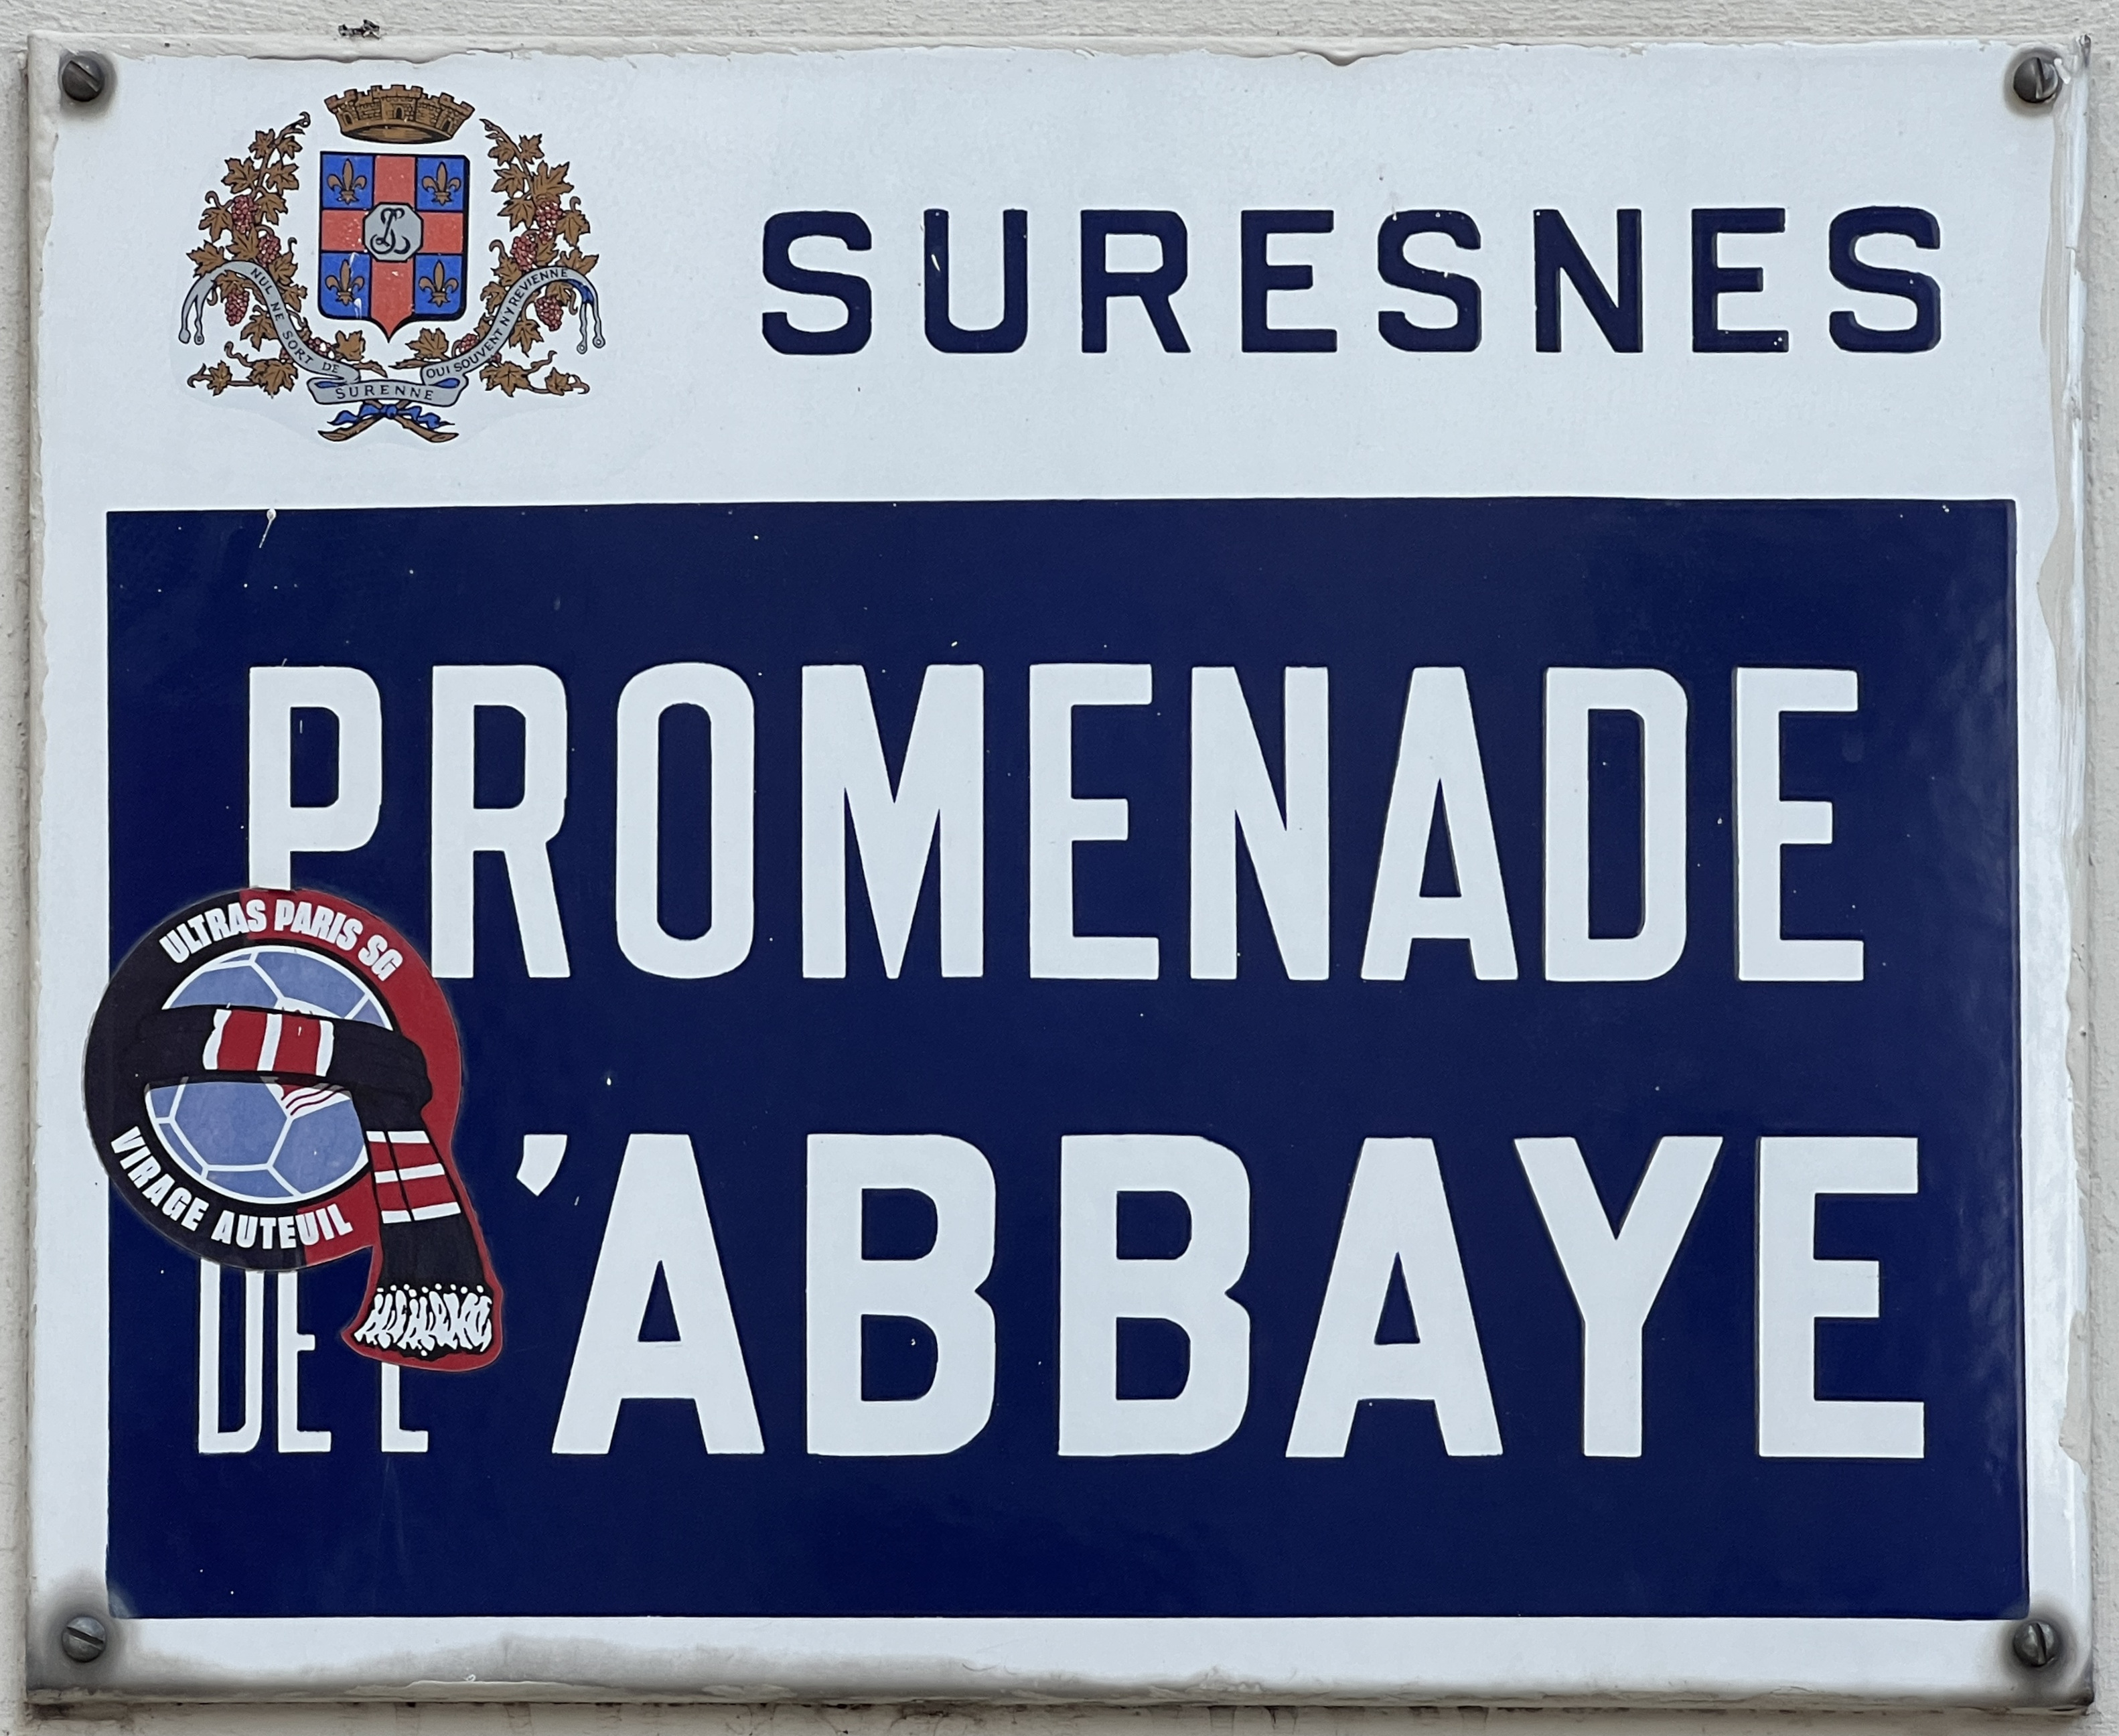 NUL NE SORT DE
SURENNE
QUI SOUVENT N'Y REVIENNE
SURESNES
PROMENADE
DE L'ABBAYE
ULTRAS PARIS SG
VIRAGE AUTEUIL